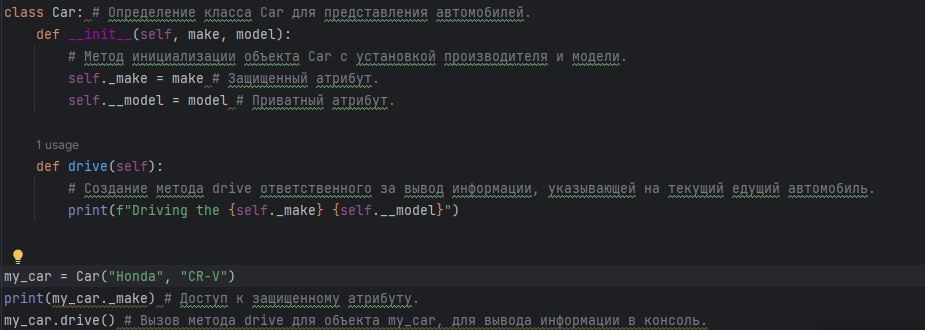 class Car: # Определение класса Car для представления автомобилей.
    def __init__(self, make, model):
        # Метод инициализации объекта Car с установкой производителя и модели.
        self._make = make # Защищенный атрибут.
        self.__model = model # Приватный атрибут.
    1 usage
    def drive(self):
        # Создание метода drive ответственного за вывод информации, указывающей на текущий едущий автомобиль.
        print(f"Driving the {self._make} {self.__model}")
my_car = Car("Honda", "CR-V")
print(my_car._make) # Доступ к защищенному атрибуту.
my_car.drive() # Вызов метода drive для объекта my_car, для вывода информации в консоль.